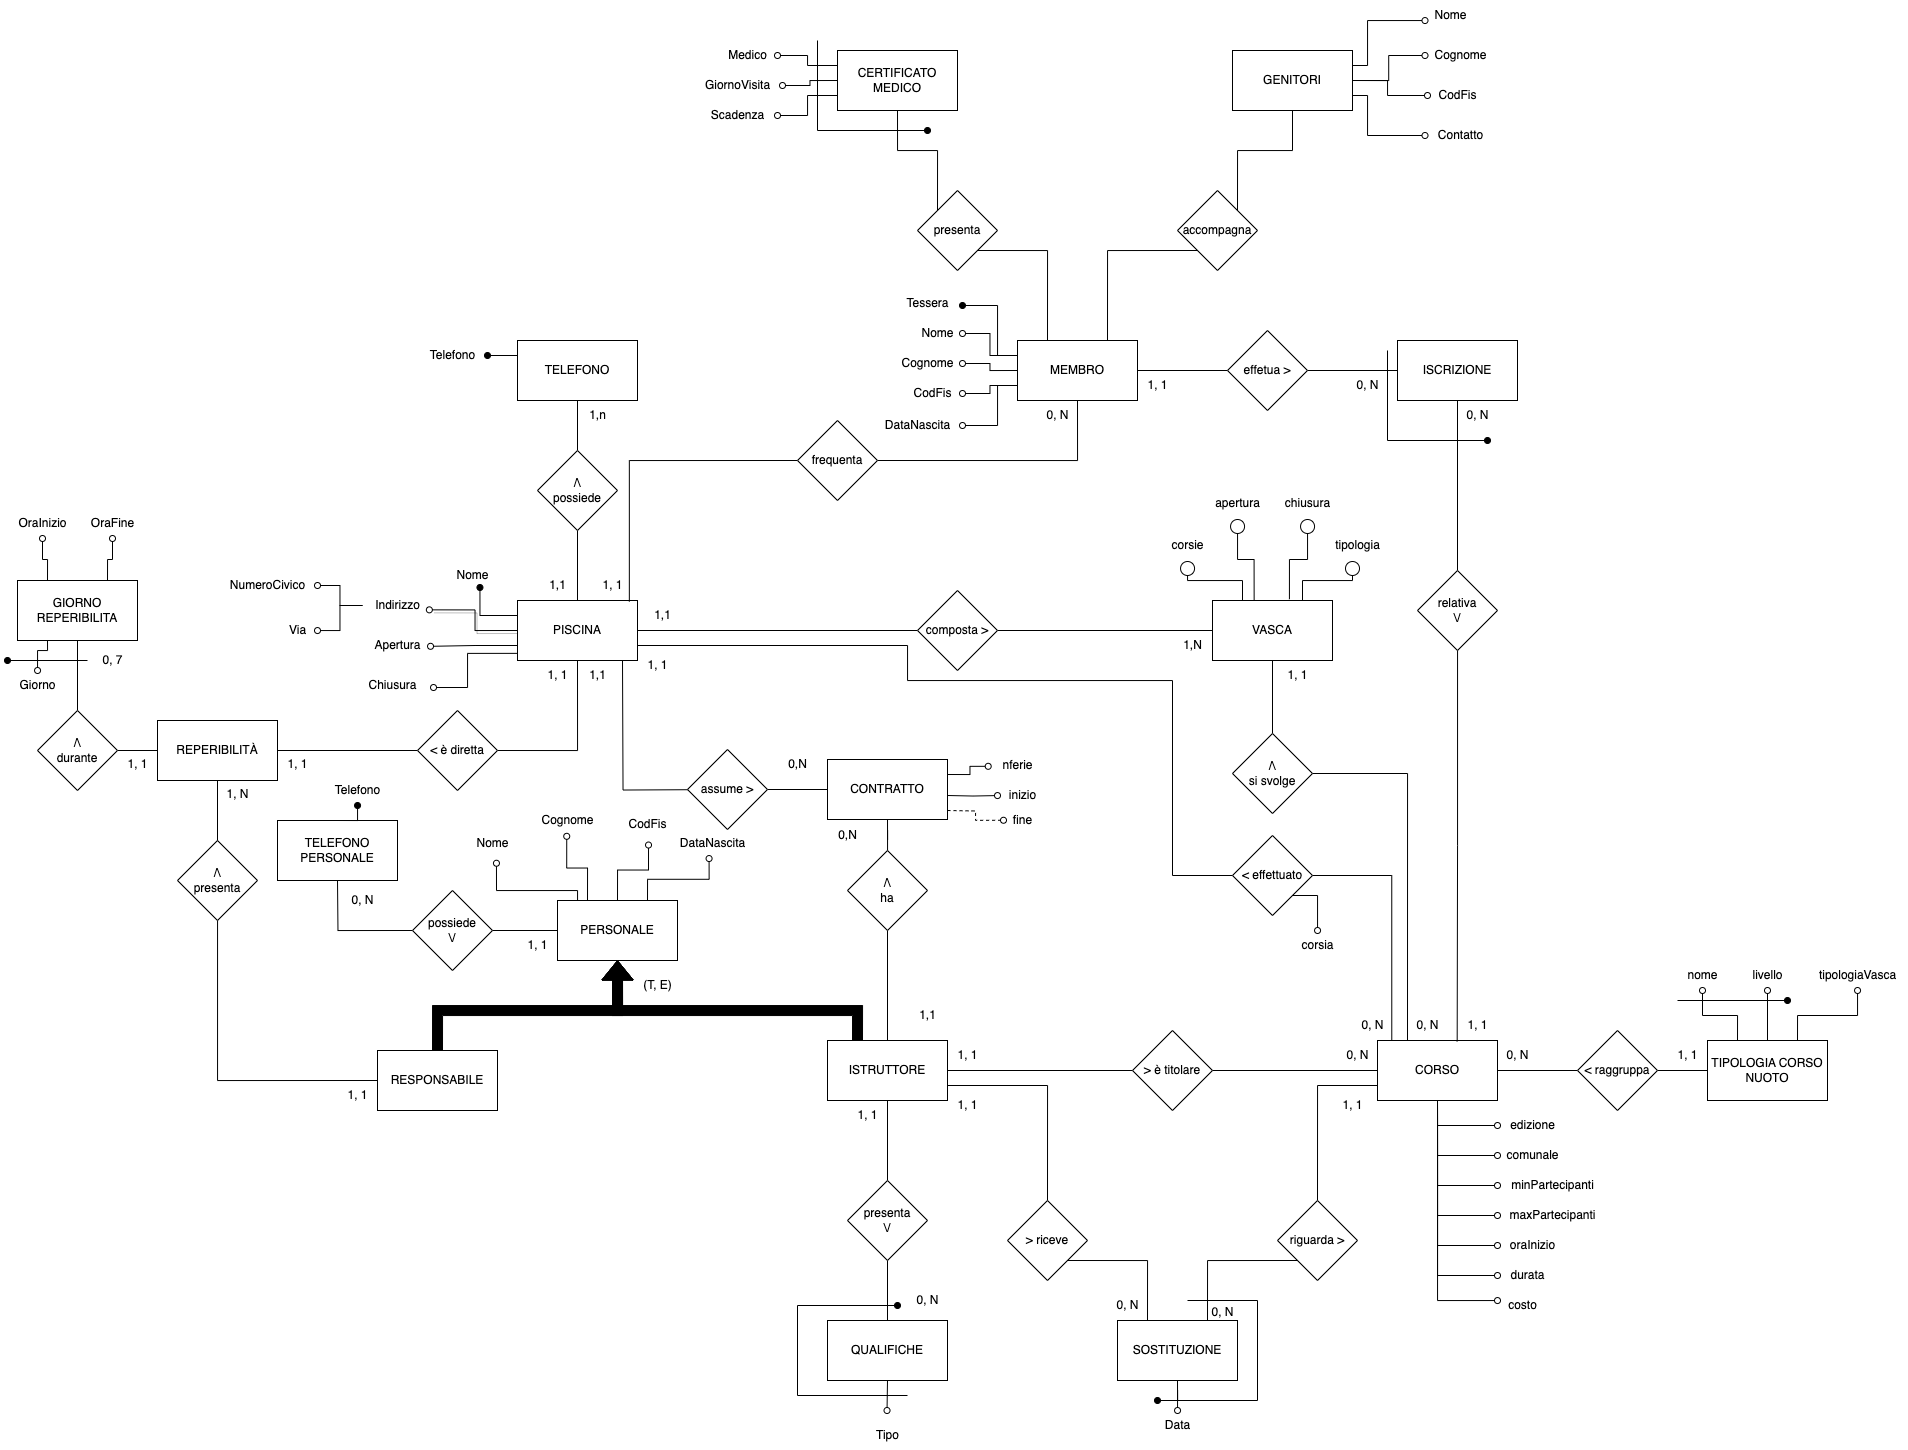 Nome
Medico
CERTIFICATO
MEDICO
GENITORI
Cognome
GiornoVisita
CodFis
Scadenza
Contatto
presenta
accompagna
Tessera
Nome
Cognome
CodFis
DataNascita
MEMBRO
1, 1
effetua >
0, N
ISCRIZIONE
0, N
0, N
Telefono
TELEFONO
1,n
frequenta
/\
possiede
OraInizio
OraFine
apertura
chiusura
corsie
tipologia
GIORNO
REPERIBILITA
NumeroCivico
Via
Indirizzo
Nome
Apertura
Chiusura
1,1
1, 1
PISCINA
1,1
composta >
1,N
VASCA
relativa
\/
0, 7
Giorno
1, 1
1,1
1, 1
1, 1
/\
durante
1, 1
REPERIBILITÀ
1, 1
< è diretta
1, N
assume >
0,N
CONTRATTO
nferie
inizio
fine
0,N
/\
si svolge
Telefono
TELEFONO
PERSONALE
0, N
Nome
Cognome
CodFis
DataNascita
/\
presenta
/\
ha
< effettuato
corsia
possiede
\/
1, 1
PERSONALE
(T, E)
nome
livello
tipologiaVasca
1,1
0, N
0, N
1, 1
RESPONSABILE
1, 1
ISTRUTTORE
1, 1
> è titolare
0, N
CORSO
0, N
< raggruppa
1, 1
TIPOLOGIA CORSO
NUOTO
1, 1
1, 1
1, 1
edizione
comunale
minPartecipanti
maxPartecipanti
oraInizio
durata
costo
presenta
\/
> riceve
riguarda >
0, N
0, N
0, N
QUALIFICHE
SOSTITUZIONE
Tipo
Data